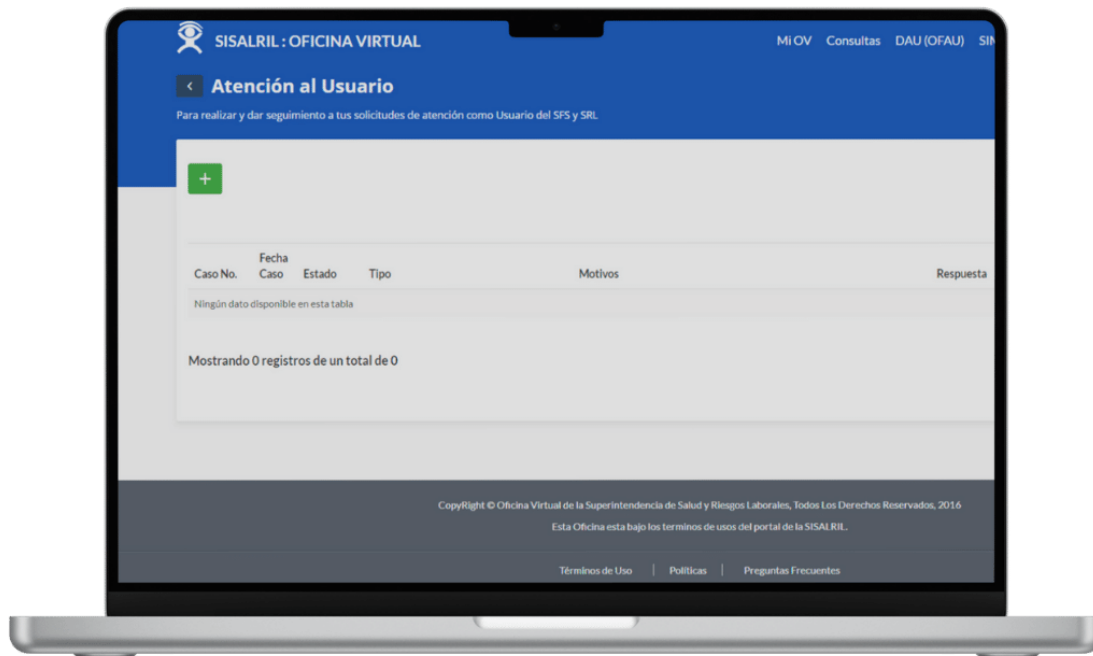 SISALRIL : OFICINA VIRTUAL
Mi OV Consultas DAU (OFAU)
Atención al Usuario
Para realizar y dar seguimiento a tus solicitudes de atención como Usuario del SFS y SRL
+
Caso No. Fecha Caso Estado Tipo Motivos Respuesta
Ningún dato disponible en esta tabla
Mostrando 0 registros de un total de 0
CopyRight © Oficina Virtual de la Superintendencia de Salud y Riesgos Laborales, Todos Los Derechos Reservados, 2016
Esta Oficina esta bajo los terminos de usos del portal de la SISALRIL.
Términos de Uso | Políticas | Preguntas Frecuentes